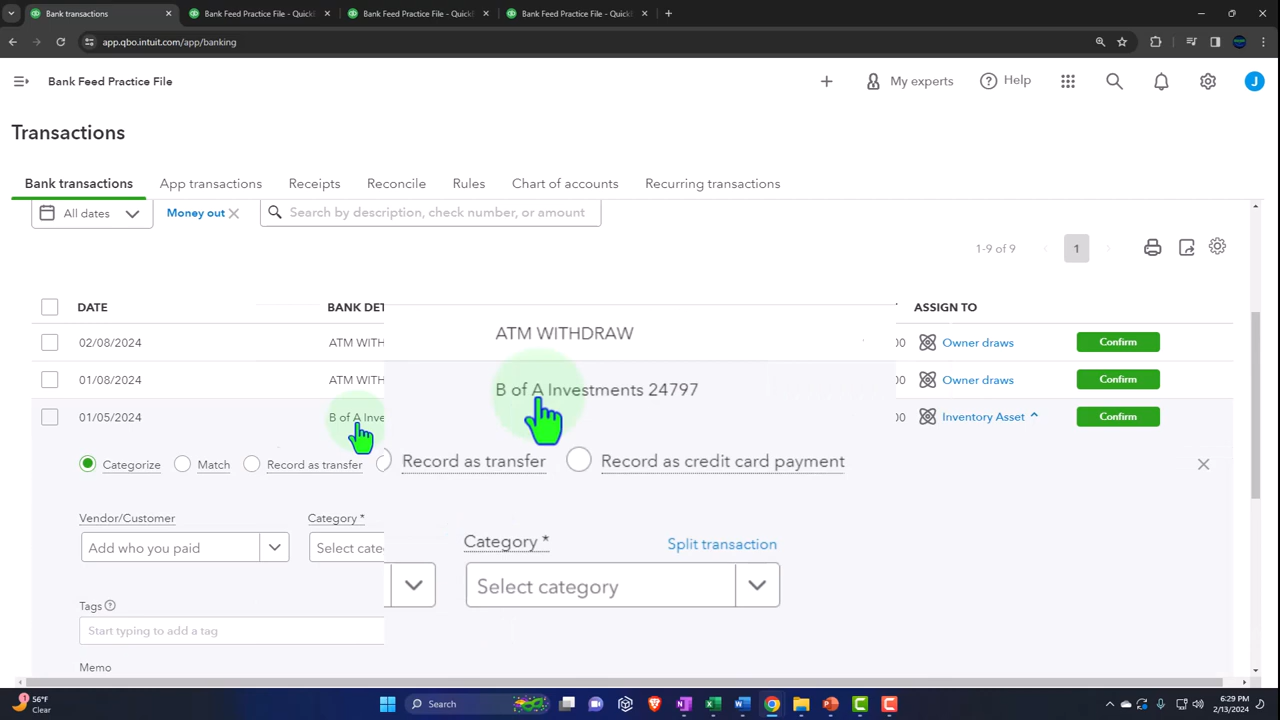 Bank transactions
Bank Feed Practice File - Quick
Bank Feed Practice File - Quick
Bank Feed Practice File - Quick
app.qbo.intuit.com/app/banking
Bank Feed Practice File
My experts
Help
J
Transactions
Bank transactions
App transactions
Receipts
Reconcile
Rules
Chart of accounts
Recurring transactions
All dates
Money out
Search by description, check number, or amount
1-9 of 9
1
DATE
BANK DET
ASSIGN TO
02/08/2024
ATM WITH
ATM WITHDRAW
00
Owner draws
Confirm
01/08/2024
ATM WITH
B of A Investments 24797
00
Owner draws
Confirm
01/05/2024
B of A Inve
00
Inventory Asset
Confirm
Categorize
Match
Record as transfer
Record as transfer
Record as credit card payment
Vendor/Customer
Category *
Category *
Split transaction
Add who you paid
Select cate
Select category
Tags
Start typing to add a tag
Memo
1
56°F
Clear
Search
6:29 PM
2/13/2024